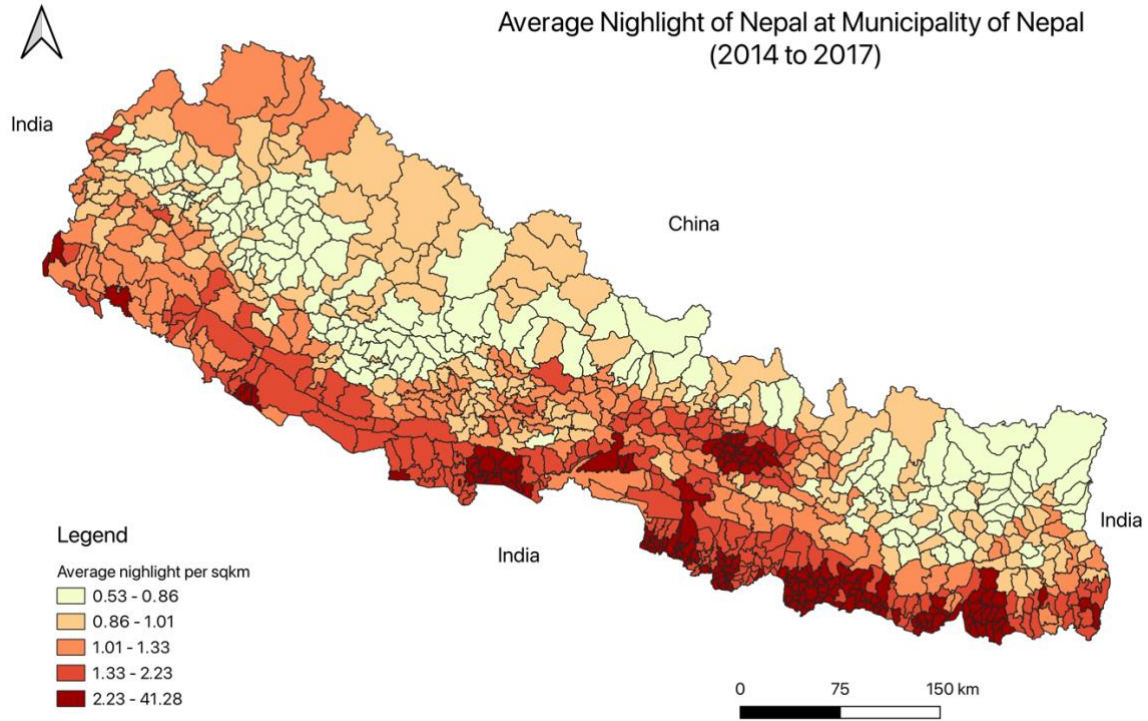 Average Nighlight of Nepal at Municipality of Nepal
(2014 to 2017)
India
China
India
India
Legend
Average nighlight per sqkm
0.53 - 0.86
0.86 - 1.01
1.01 - 1.33
1.33 - 2.23
2.23 - 41.28
0 75 150 km